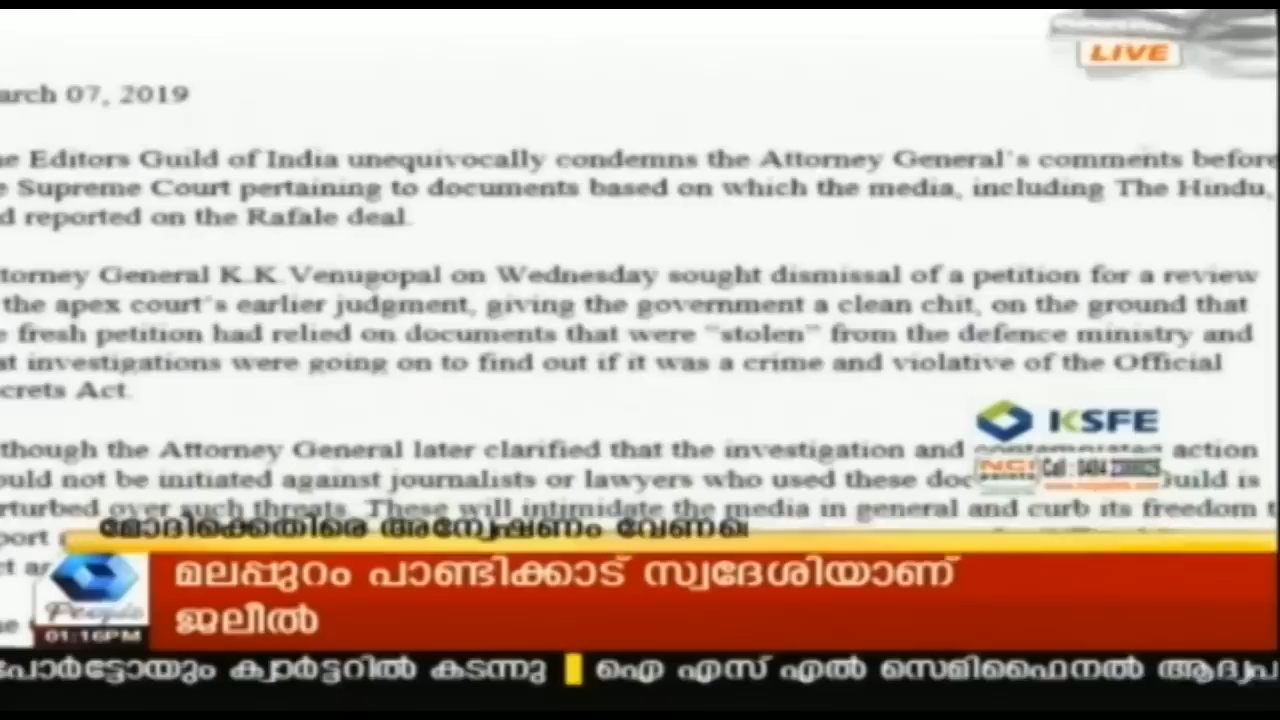 LIVE
arch 07, 2019
e Editors Guild of India unequivocally condemns the Attorney General's comments before
e Supreme Court pertaining to documents based on which the media, including The Hindu,
d reported on the Rafale deal.
torney General K.K.Venugopal on Wednesday sought dismissal of a petition for a review
the apex court's earlier judgment, giving the government a clean chit, on the ground that
e fresh petition had relied on documents that were "stolen" from the defence ministry and
at investigations were going on to find out if it was a crime and violative of the Official
crets Act.
KSFE
though the Attorney General later clarified that the investigation and action
ould not be initiated against journalists or lawyers who used these doc uild is
rturbed over such threats. These will intimidate the media in general and curb its freedom t
port
മോദിക്കെതിരെ അന്വേഷണം വേണമ
മലപ്പുറം പാണ്ടിക്കാട് സ്വദേശിയാണ്
ജലീൽ
People
01:16PM
പോർട്ടോയും ക്വാർട്ടറിൽ കടന്നു ഐ എസ് എൽ സെമിഫൈനൽ ആദ്യപ